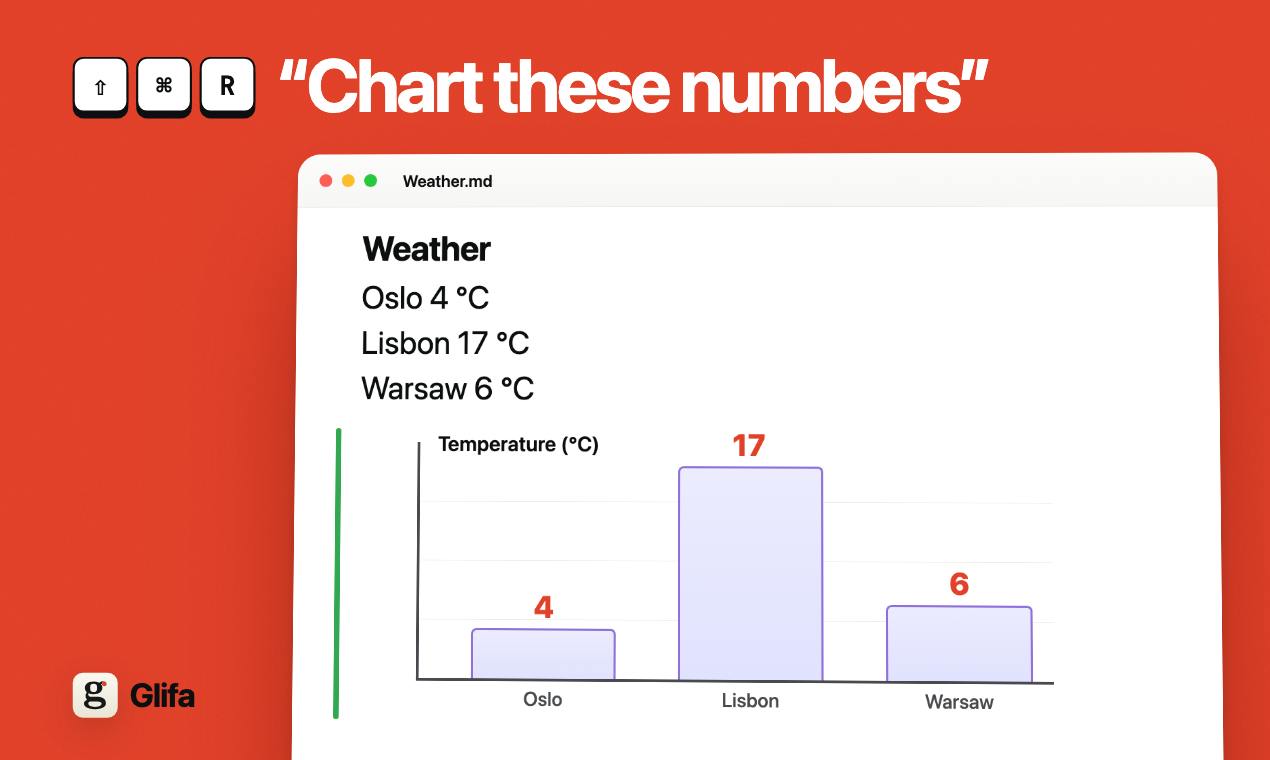 ⇧ ⌘ R “Chart these numbers”
Weather.md
Weather
Oslo 4 °C
Lisbon 17 °C
Warsaw 6 °C
Temperature (°C)
17
6
4
Oslo Lisbon Warsaw
g Glifa